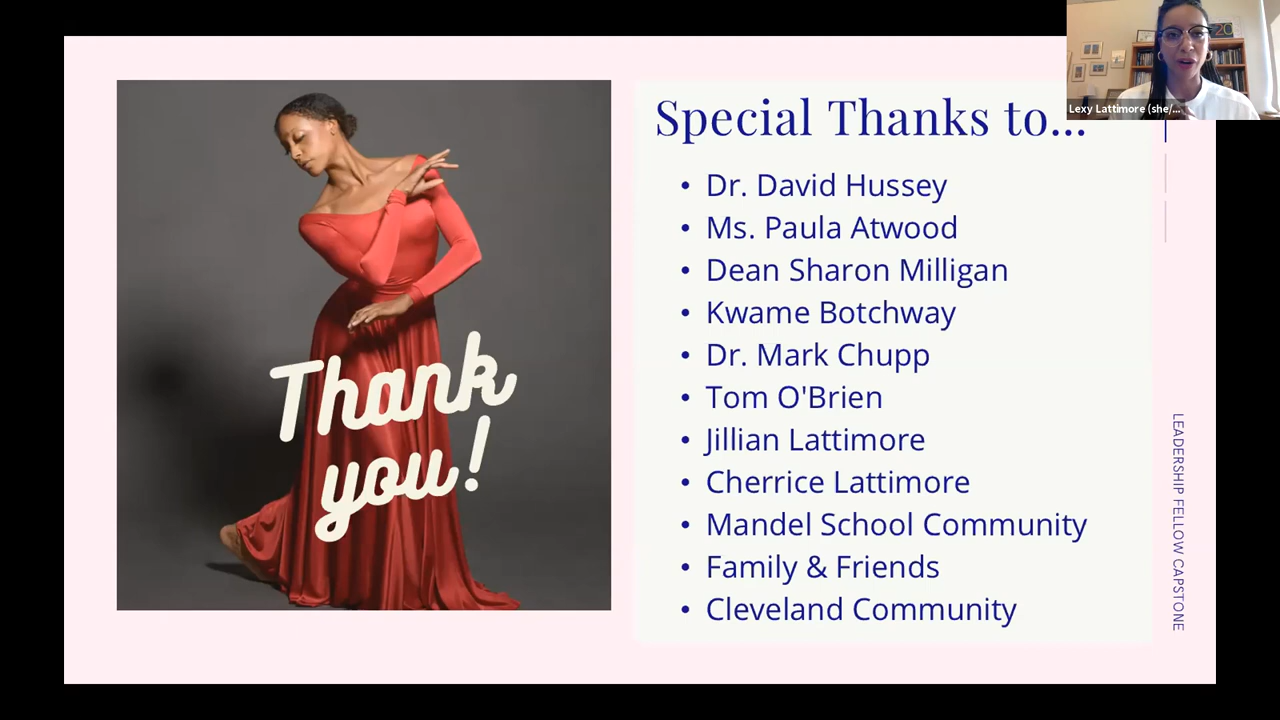 Special Thanks to...
• Dr. David Hussey
• Ms. Paula Atwood
• Dean Sharon Milligan
• Kwame Botchway
• Dr. Mark Chupp
• Tom O'Brien
• Jillian Lattimore
• Cherrice Lattimore
• Mandel School Community
• Family & Friends
• Cleveland Community
Thank
you!
LEADERSHIP FELLOW CAPSTONE
Lexy Lattimore (she/...
20